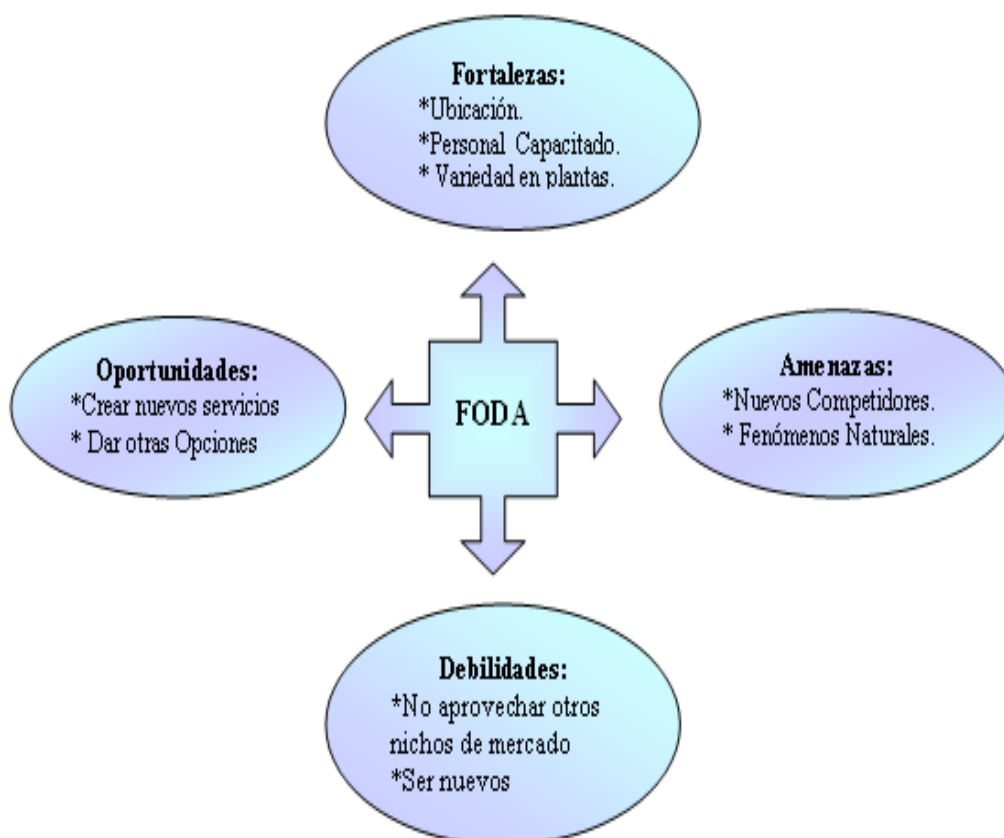 Fortalezas:
*Ubicación.
*Personal Capacitado.
* Variedad en plantas.
Oportunidades:
*Crear nuevos servicios
* Dar otras Opciones
FODA
Amenazas:
*Nuevos Competidores.
* Fenómenos Naturales.
Debilidades:
*No aprovechar otros
nichos de mercado
*Ser nuevos